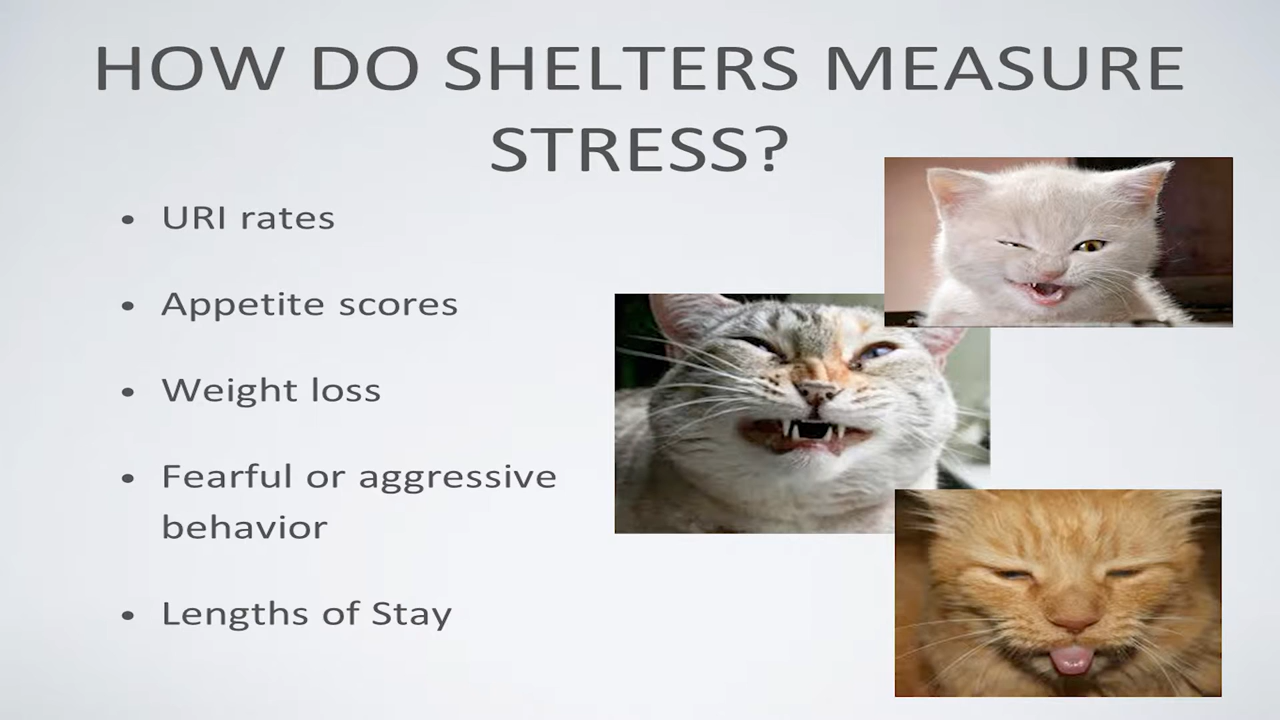 HOW DO SHELTERS MEASURE
STRESS?
• URI rates
• Appetite scores
• Weight loss
• Fearful or aggressive
behavior
• Lengths of Stay